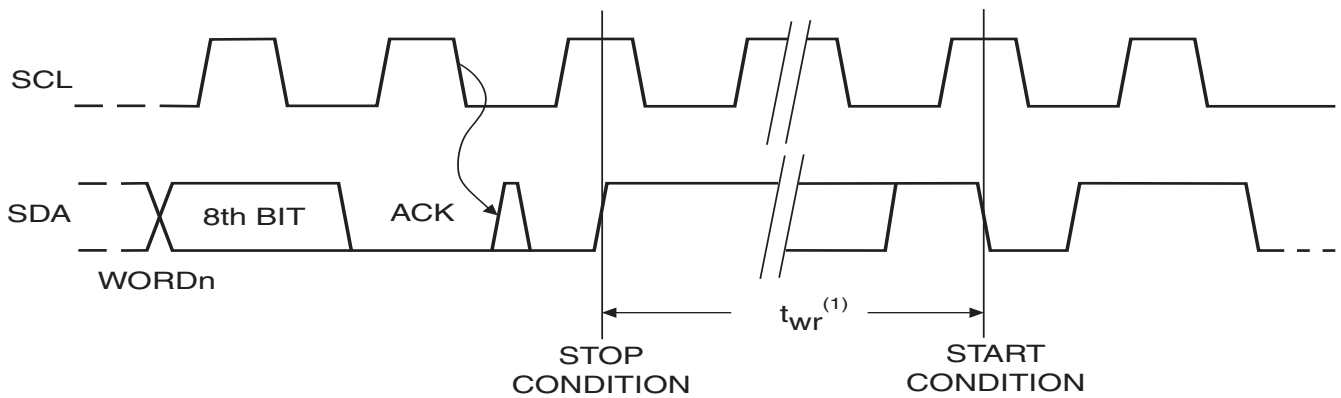 SCL
SDA
8th BIT
ACK
WORDn
twr(1)
STOP
CONDITION
START
CONDITION